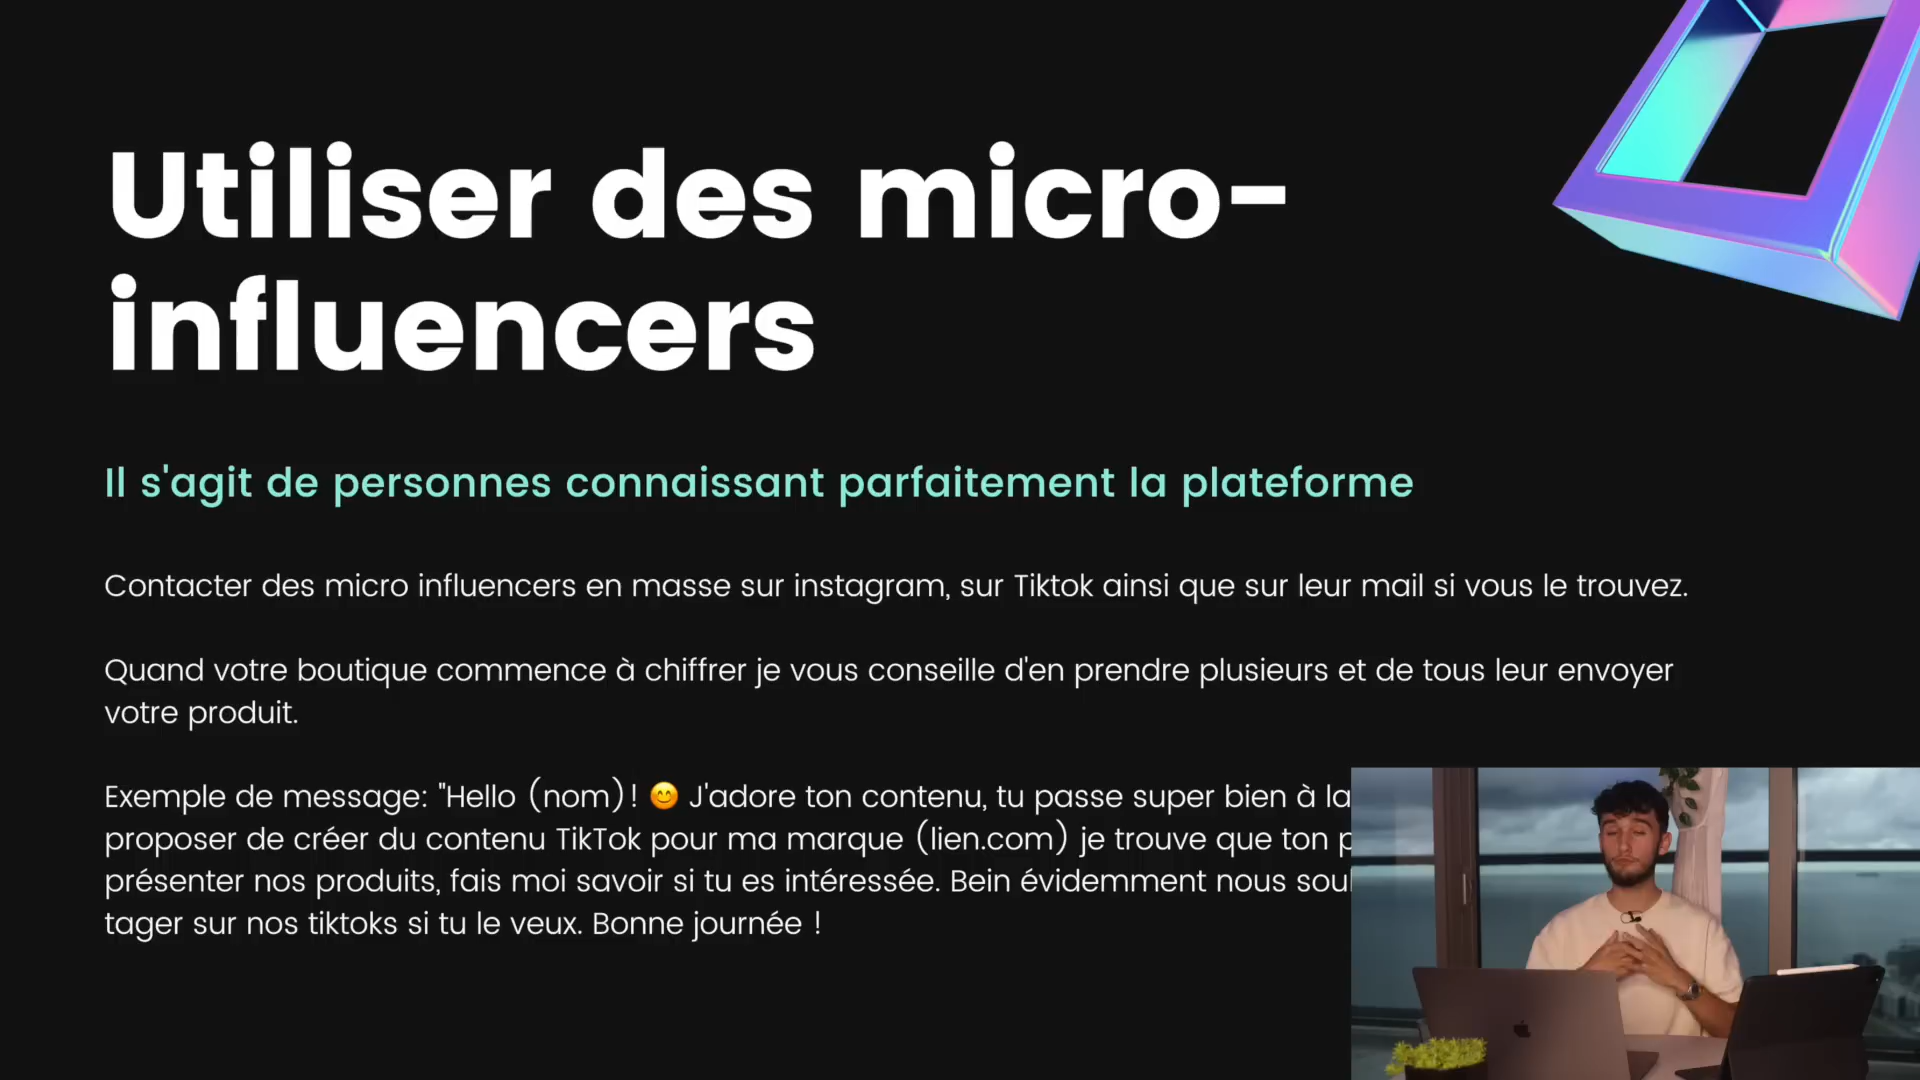 Utiliser des micro-
influencers
Il s'agit de personnes connaissant parfaitement la plateforme
Contacter des micro influencers en masse sur instagram, sur Tiktok ainsi que sur leur mail si vous le trouvez.
Quand votre boutique commence à chiffrer je vous conseille d'en prendre plusieurs et de tous leur envoyer
votre produit.
Exemple de message: "Hello (nom)! 😊 J'adore ton contenu, tu passe super bien à la
proposer de créer du contenu TikTok pour ma marque (lien.com) je trouve que ton
présenter nos produits, fais moi savoir si tu es intéressée. Bein évidemment nous
tager sur nos tiktoks si tu le veux. Bonne journée !